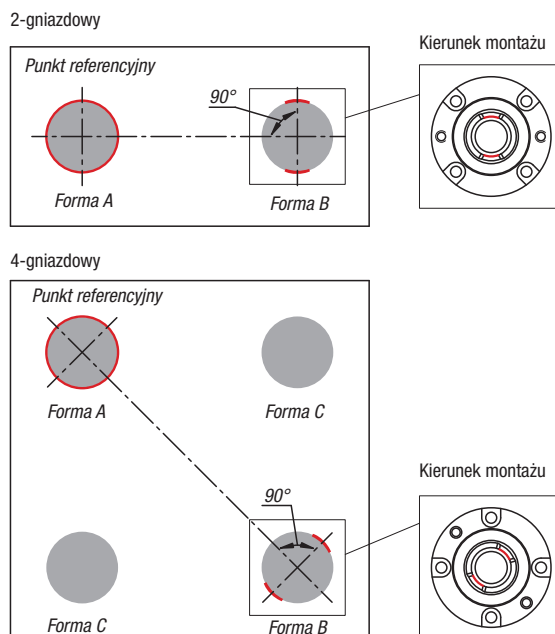 2-gniazdowy
Kierunek montażu
Punkt referencyjny
90°
Forma A
Forma B
4-gniazdowy
Punkt referencyjny
Forma A
Forma C
Kierunek montażu
90°
Forma C
Forma B